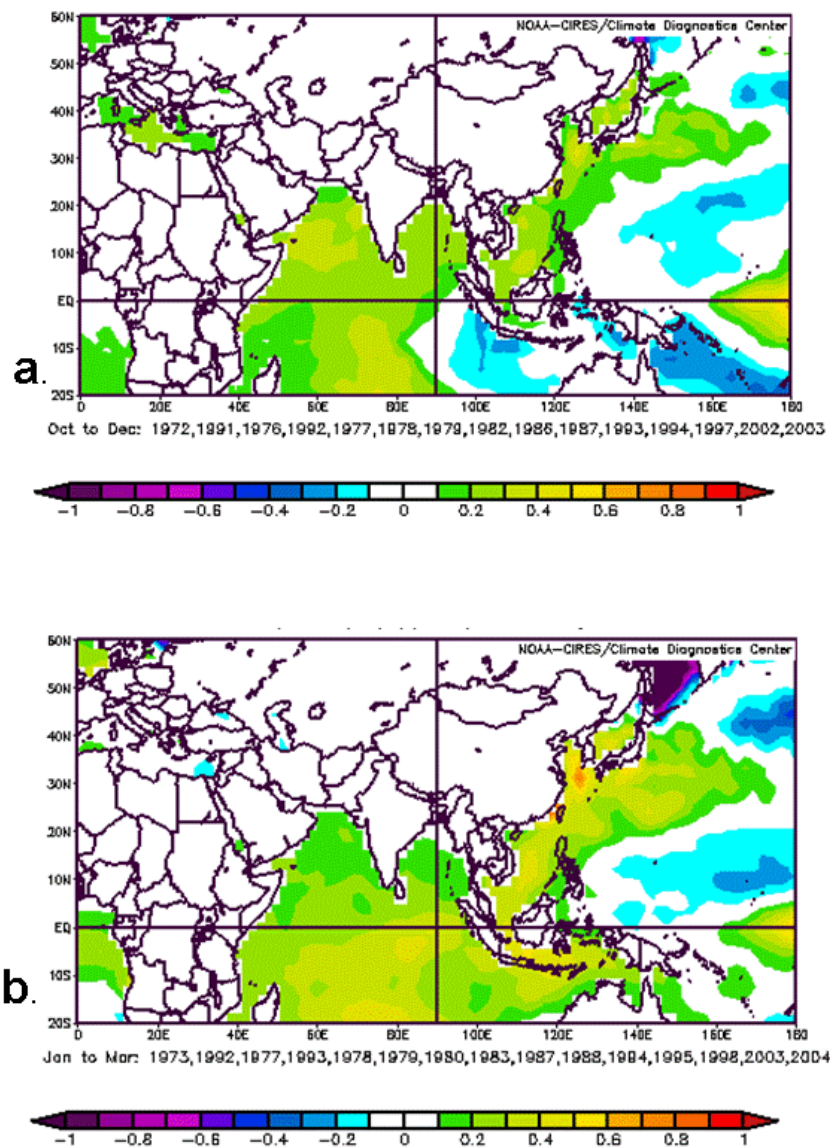 60N
NOAA-CIRES/Climate Diagnostics Center
50N
40N
30N
20N
10N
EQ
10S
20S
a.
0 20E 40E 60E 80E 100E 120E 140E 160E 180
Oct to Dec: 1972,1991,1976,1992,1977,1978,1979,1982,1986,1987,1993,1994,1997,2002,2003
-1 -0.8 -0.6 -0.4 -0.2 0 0.2 0.4 0.6 0.8 1
60N
NOAA-CIRES/Climate Diagnostics Center
50N
40N
30N
20N
10N
EQ
10S
b.
20S
0 20E 40E 60E 80E 100E 120E 140E 160E 180
Jan to Mar: 1973,1992,1977,1993,1978,1979,1980,1983,1987,1988,1994,1995,1998,2003,2004
-1 -0.8 -0.6 -0.4 -0.2 0 0.2 0.4 0.6 0.8